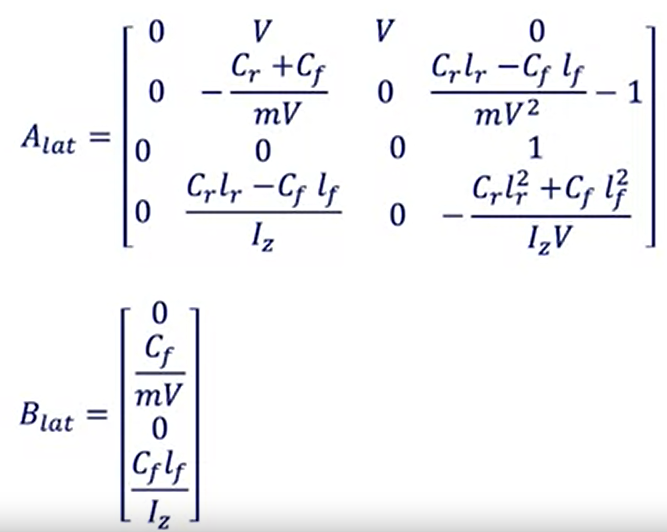 A_lat = [ 0 V V 0
0 −(C_r + C_f)/(mV) 0 (C_r l_r − C_f l_f)/(mV²) − 1
0 0 0 1
0 (C_r l_r − C_f l_f)/I_z 0 −(C_r l_r² + C_f l_f²)/(I_z V) ]
B_lat = [ 0
C_f/(mV)
0
C_f l_f/I_z ]